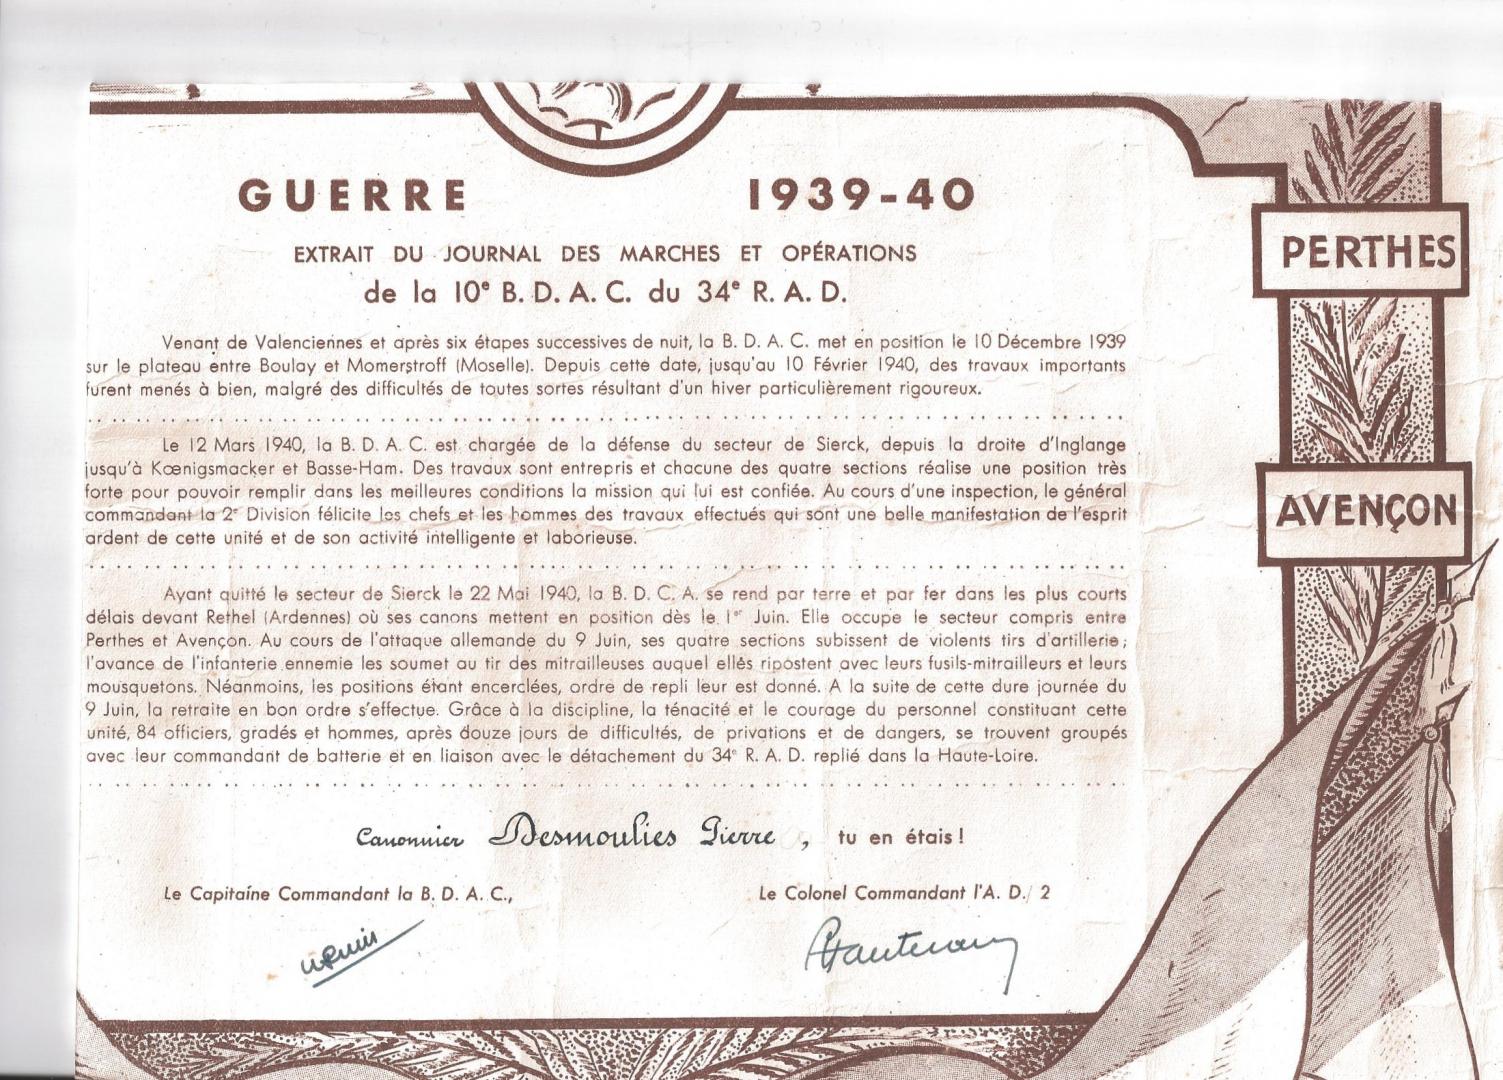 GUERRE 1939-40
EXTRAIT DU JOURNAL DES MARCHES ET OPÉRATIONS
de la 10e B. D. A. C. du 34e R. A. D.
Venant de Valenciennes et après six étapes successives de nuit, la B. D. A. C. met en position le 10 Décembre 1939
sur le plateau entre Boulay et Momerstroff (Moselle). Depuis cette date, jusqu'au 10 Février 1940, des travaux importants
furent menés à bien, malgré des difficultés de toutes sortes résultant d'un hiver particulièrement rigoureux.
Le 12 Mars 1940, la B. D. A. C. est chargée de la défense du secteur de Sierck, depuis la droite d'Inglange
jusqu'à Kœnigsmacker et Basse-Ham. Des travaux sont entrepris et chacune des quatre sections réalise une position très
forte pour pouvoir remplir dans les meilleures conditions la mission qui lui est confiée. Au cours d'une inspection, le général
commandant la 2e Division félicite les chefs et les hommes des travaux effectués qui sont une belle manifestation de l'esprit
ardent de cette unité et de son activité intelligente et laborieuse.
Ayant quitté le secteur de Sierck le 22 Mai 1940, la B. D. C. A. se rend par terre et par fer dans les plus courts
délais devant Rethel (Ardennes) où ses canons mettent en position dès le 1er Juin. Elle occupe le secteur compris entre
Perthes et Avençon. Au cours de l'attaque allemande du 9 Juin, ses quatre sections subissent de violents tirs d'artillerie ;
l'avance de l'infanterie ennemie les soumet au tir des mitrailleuses auquel elles ripostent avec leurs fusils-mitrailleurs et leurs
mousquetons. Néanmoins, les positions étant encerclées, ordre de repli leur est donné. A la suite de cette dure journée du
9 Juin, la retraite en bon ordre s'effectue. Grâce à la discipline, la ténacité et le courage du personnel constituant cette
unité, 84 officiers, gradés et hommes, après douze jours de difficultés, de privations et de dangers, se trouvent groupés
avec leur commandant de batterie et en liaison avec le détachement du 34e R. A. D. replié dans la Haute-Loire.
Canonnier Desmoulies Pierre, tu en étais !
Le Capitaine Commandant la B. D. A. C., Le Colonel Commandant l'A. D. / 2
PERTHES
AVENÇON